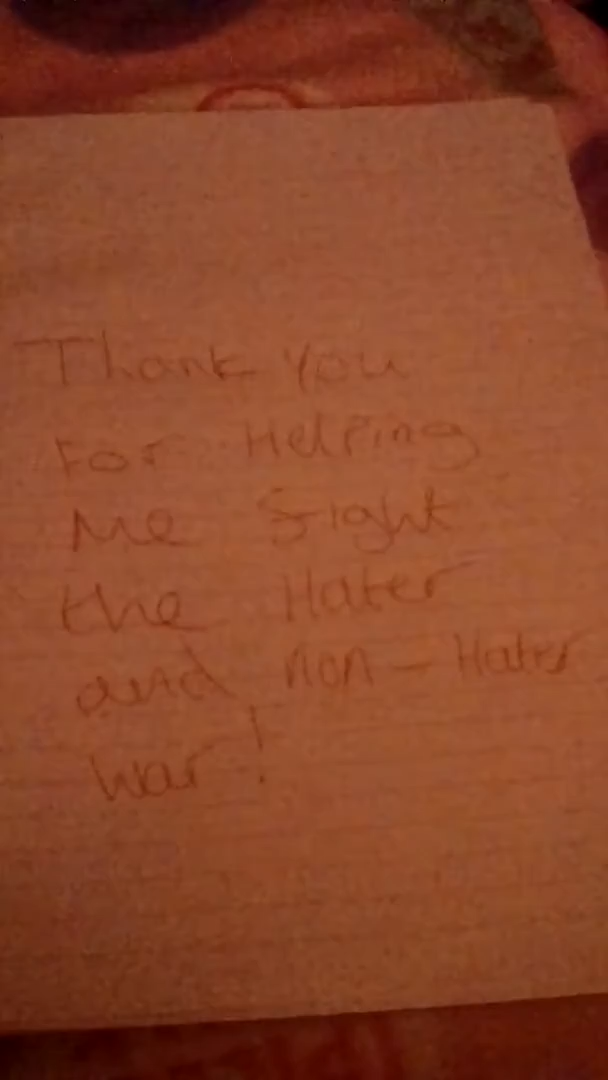 Thank You
For Helping
Me fight
the Hater
and non-Hater
war!